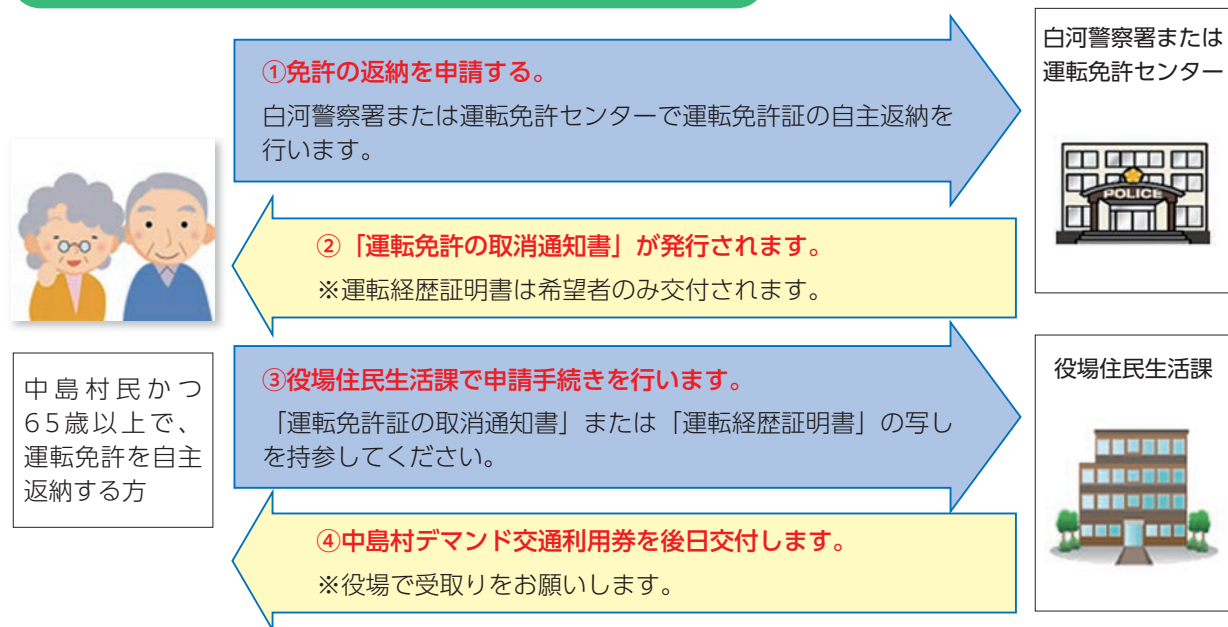 ①免許の返納を申請する。
白河警察署または運転免許センターで運転免許証の自主返納を
行います。
白河警察署または
運転免許センター
POLICE
②「運転免許の取消通知書」が発行されます。
※運転経歴証明書は希望者のみ交付されます。
中島村民かつ
65歳以上で、
運転免許を自主
返納する方
③役場住民生活課で申請手続きを行います。
「運転免許証の取消通知書」または「運転経歴証明書」の写し
を持参してください。
役場住民生活課
④中島村デマンド交通利用券を後日交付します。
※役場で受取りをお願いします。